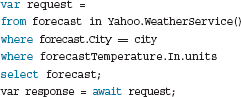 var request =
from forecast in Yahoo.WeatherService()
where forecast.City == city
where forecastTemperature.In.units
select forecast;
var response = await request;